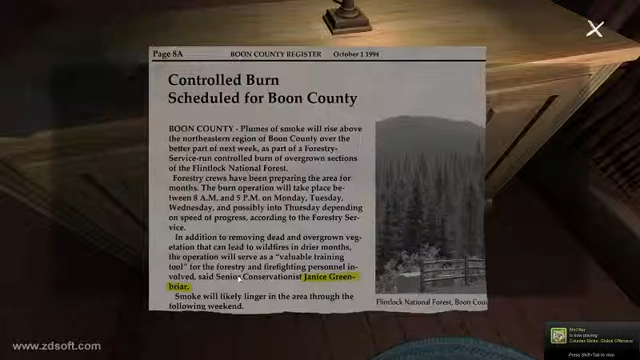 Page 8A BOON COUNTY REGISTER October 1 1994
Controlled Burn
Scheduled for Boon County
BOON COUNTY - Plumes of smoke will rise above
the northeastern region of Boon County over the
better part of next week, as part of a Forestry-
Service-run controlled burn of overgrown sections
of the Flintlock National Forest.
Forestry crews have been preparing the area for
months. The burn operation will take place be-
tween 8 A.M. and 5 P.M. on Monday, Tuesday,
Wednesday, and possibly into Thursday depending
on speed of progress, according to the Forestry Ser-
vice.
In addition to removing dead and overgrown veg-
etation that can lead to wildfires in drier months,
the operation will serve as a "valuable training
tool" for the forestry and firefighting personnel in-
volved, said Senior Conservationist Janice Green-
briar.
Smoke will likely linger in the area through the
following weekend.
Flintlock National Forest, Boon Cou
www.zdsoft.com
is now playing
Counter-Strike: Global Offensive
Press Shift+Tab to view